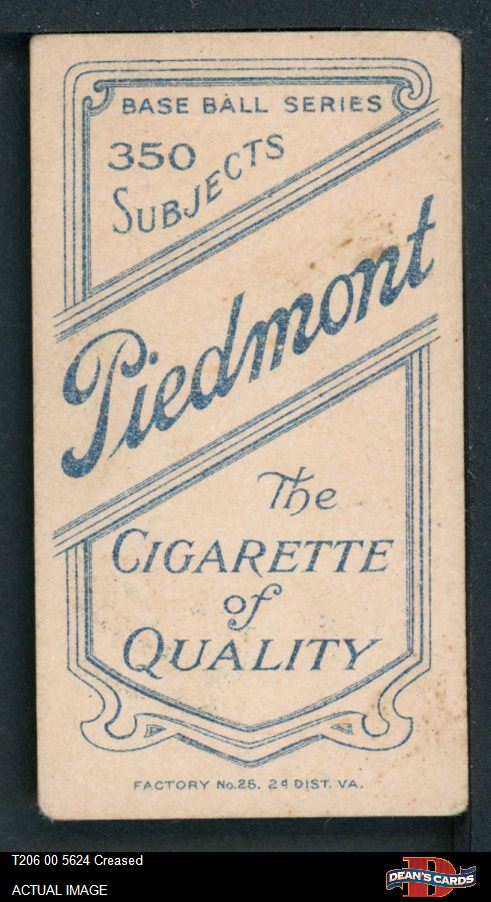 BASE BALL SERIES
350
SUBJECTS
Piedmont
The
CIGARETTE
of
QUALITY
FACTORY No.25. 2d DIST. VA.
T206 00 5624 Creased
ACTUAL IMAGE
D
DEAN'S CARDS